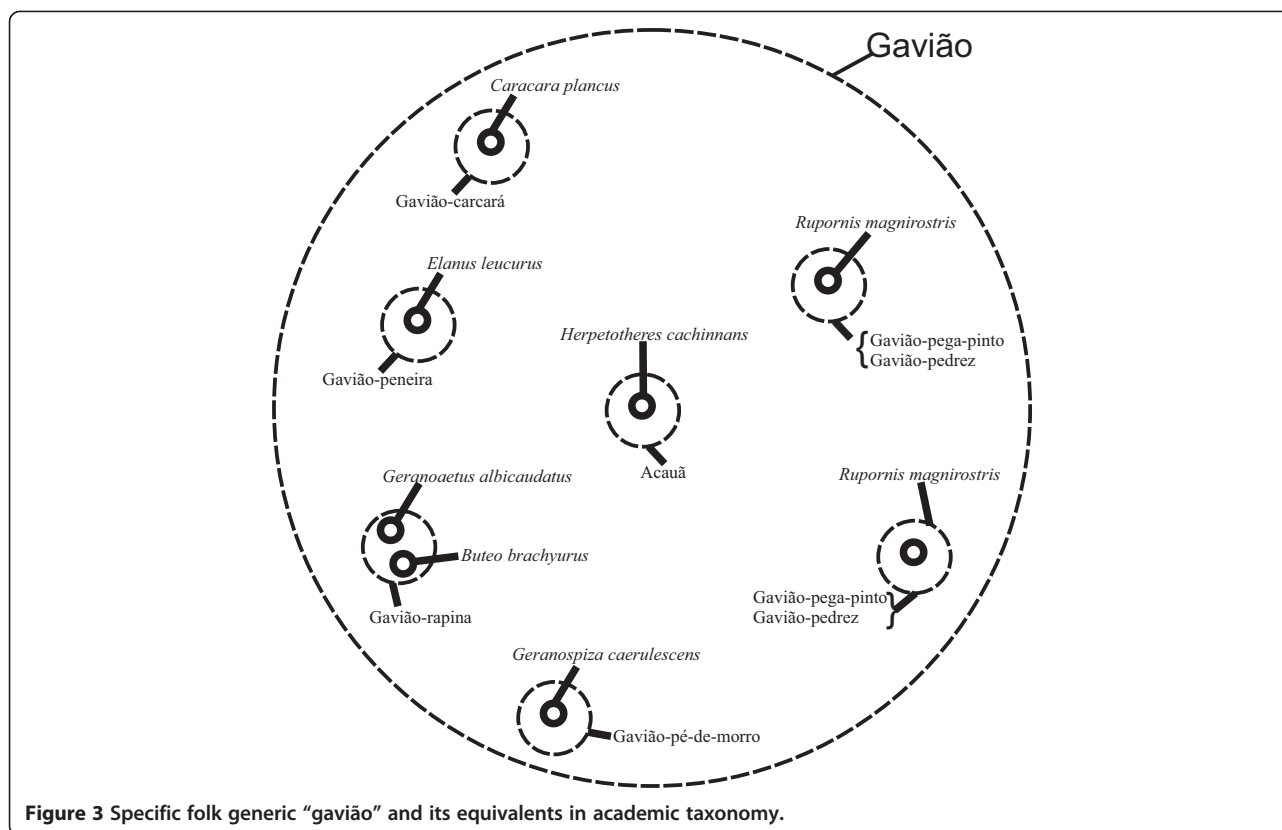 Gavião
Caracara plancus
Gavião-carcará
Rupornis magnirostris
Gavião-pega-pinto
Gavião-pedrez
Elanus leucurus
Gavião-peneira
Herpetotheres cachinnans
Acauã
Geranoaetus albicaudatus
Buteo brachyurus
Gavião-rapina
Rupornis magnirostris
Gavião-pega-pinto
Gavião-pedrez
Geranospiza caerulescens
Gavião-pé-de-morro
Figure 3 Specific folk generic “gavião” and its equivalents in academic taxonomy.